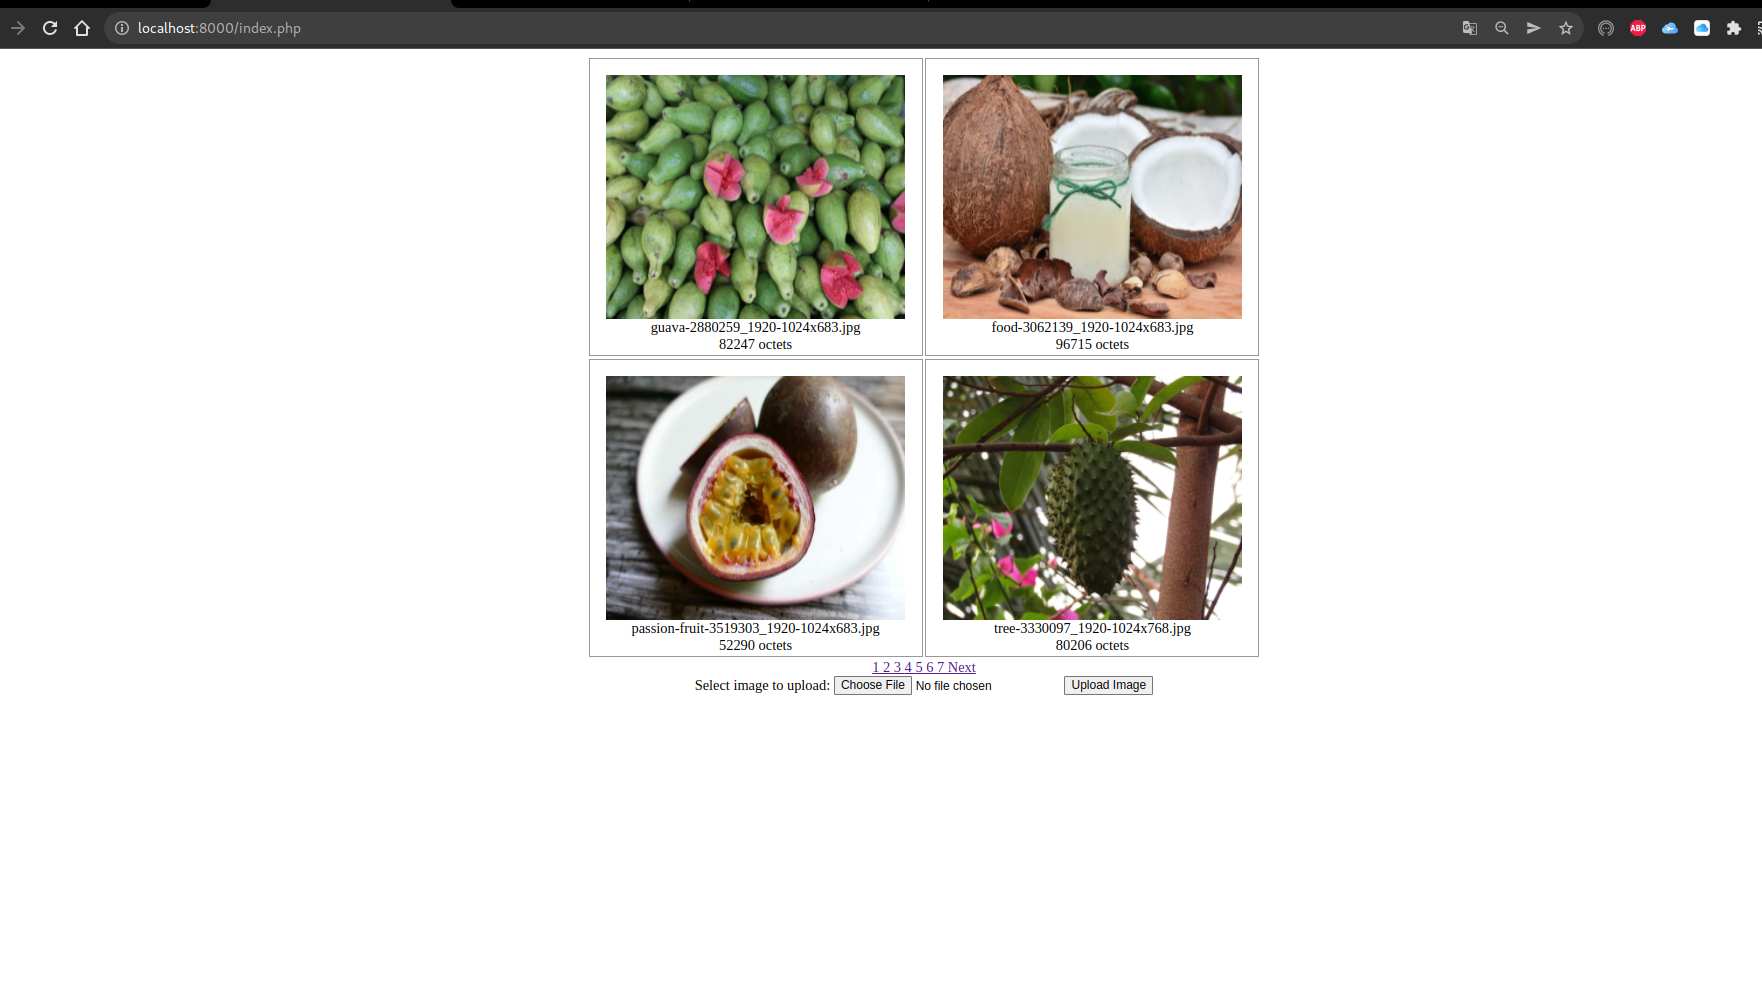 localhost:8000/index.php
ABP
guava-2880259_1920-1024x683.jpg
82247 octets
food-3062139_1920-1024x683.jpg
96715 octets
passion-fruit-3519303_1920-1024x683.jpg
52290 octets
tree-3330097_1920-1024x768.jpg
80206 octets
1 2 3 4 5 6 7 Next
Select image to upload: Choose File No file chosen Upload Image